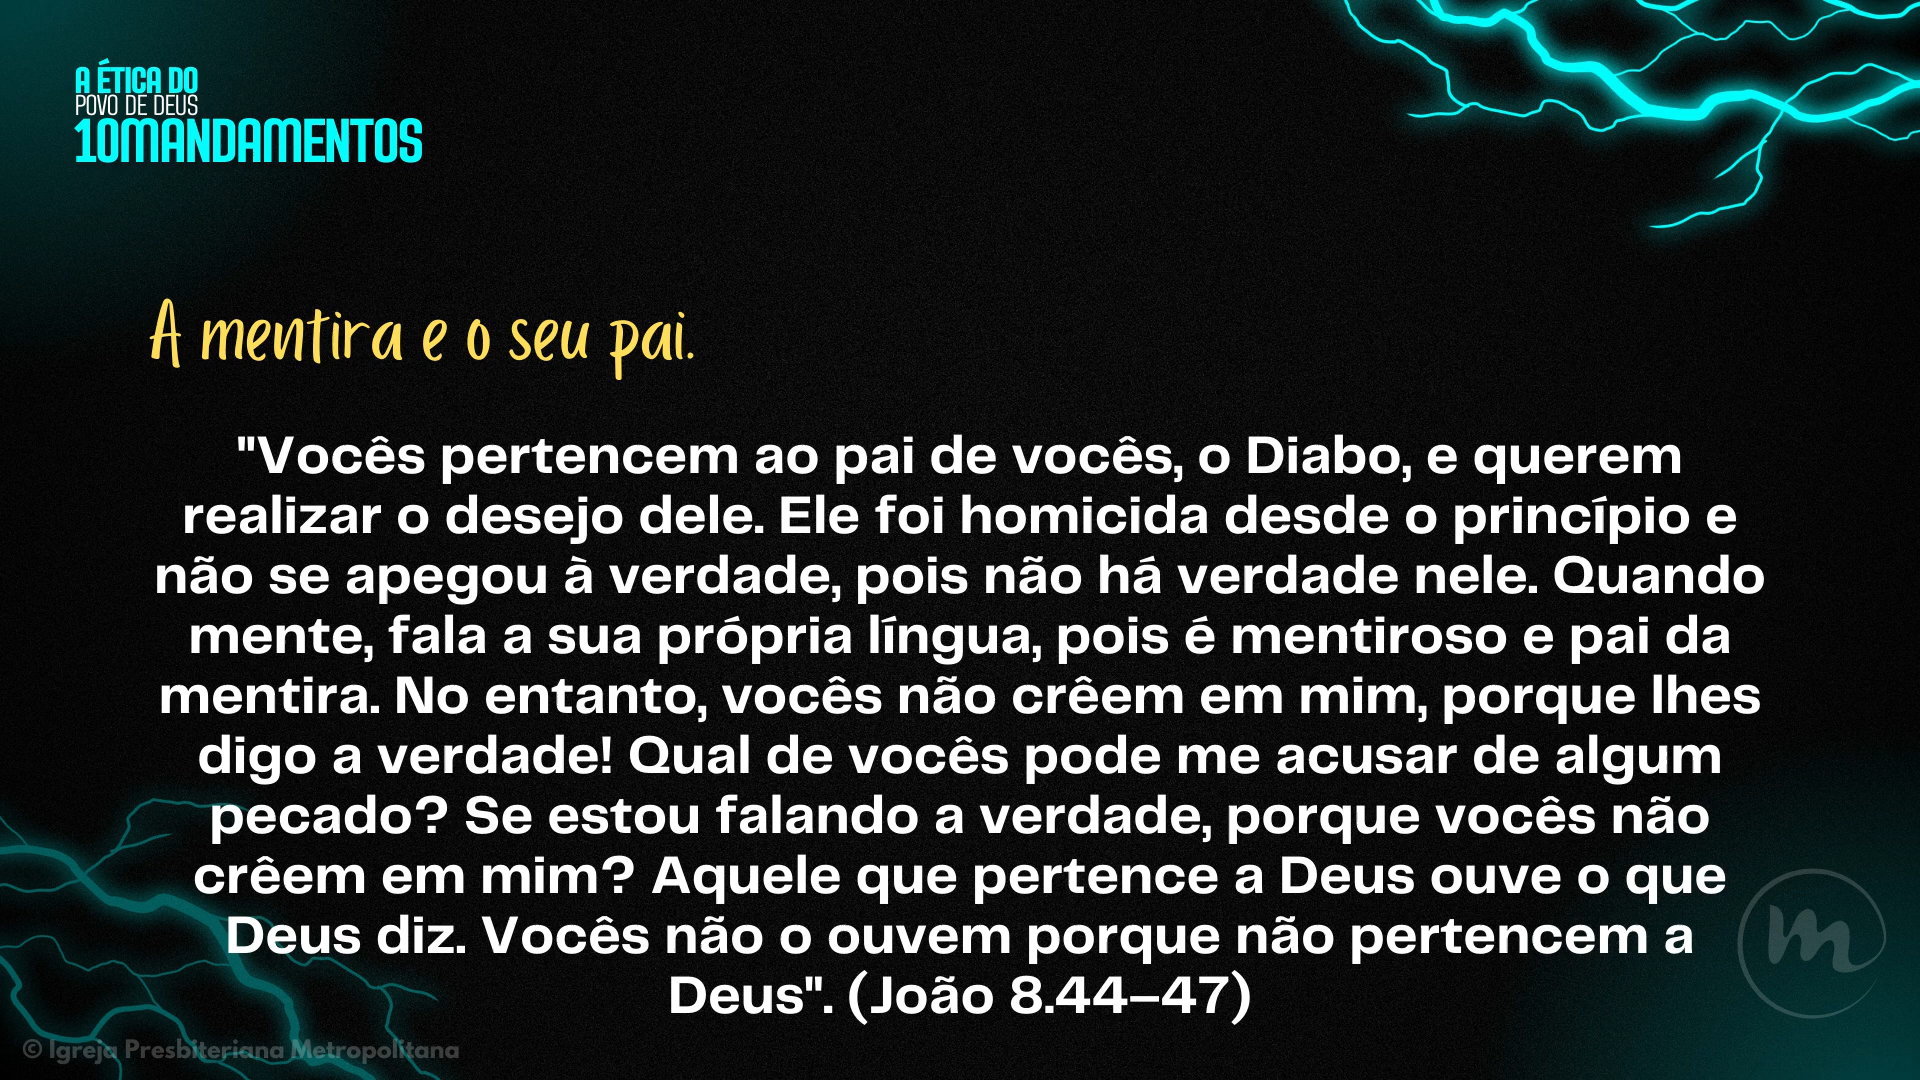 A ÉTICA DO
POVO DE DEUS
10MANDAMENTOS
A mentira e o seu pai.
"Vocês pertencem ao pai de vocês, o Diabo, e querem
realizar o desejo dele. Ele foi homicida desde o princípio e
não se apegou à verdade, pois não há verdade nele. Quando
mente, fala a sua própria língua, pois é mentiroso e pai da
mentira. No entanto, vocês não crêem em mim, porque lhes
digo a verdade! Qual de vocês pode me acusar de algum
pecado? Se estou falando a verdade, porque vocês não
crêem em mim? Aquele que pertence a Deus ouve o que
Deus diz. Vocês não o ouvem porque não pertencem a
Deus". (João 8.44–47)
m
© Igreja Presbiteriana Metropolitana